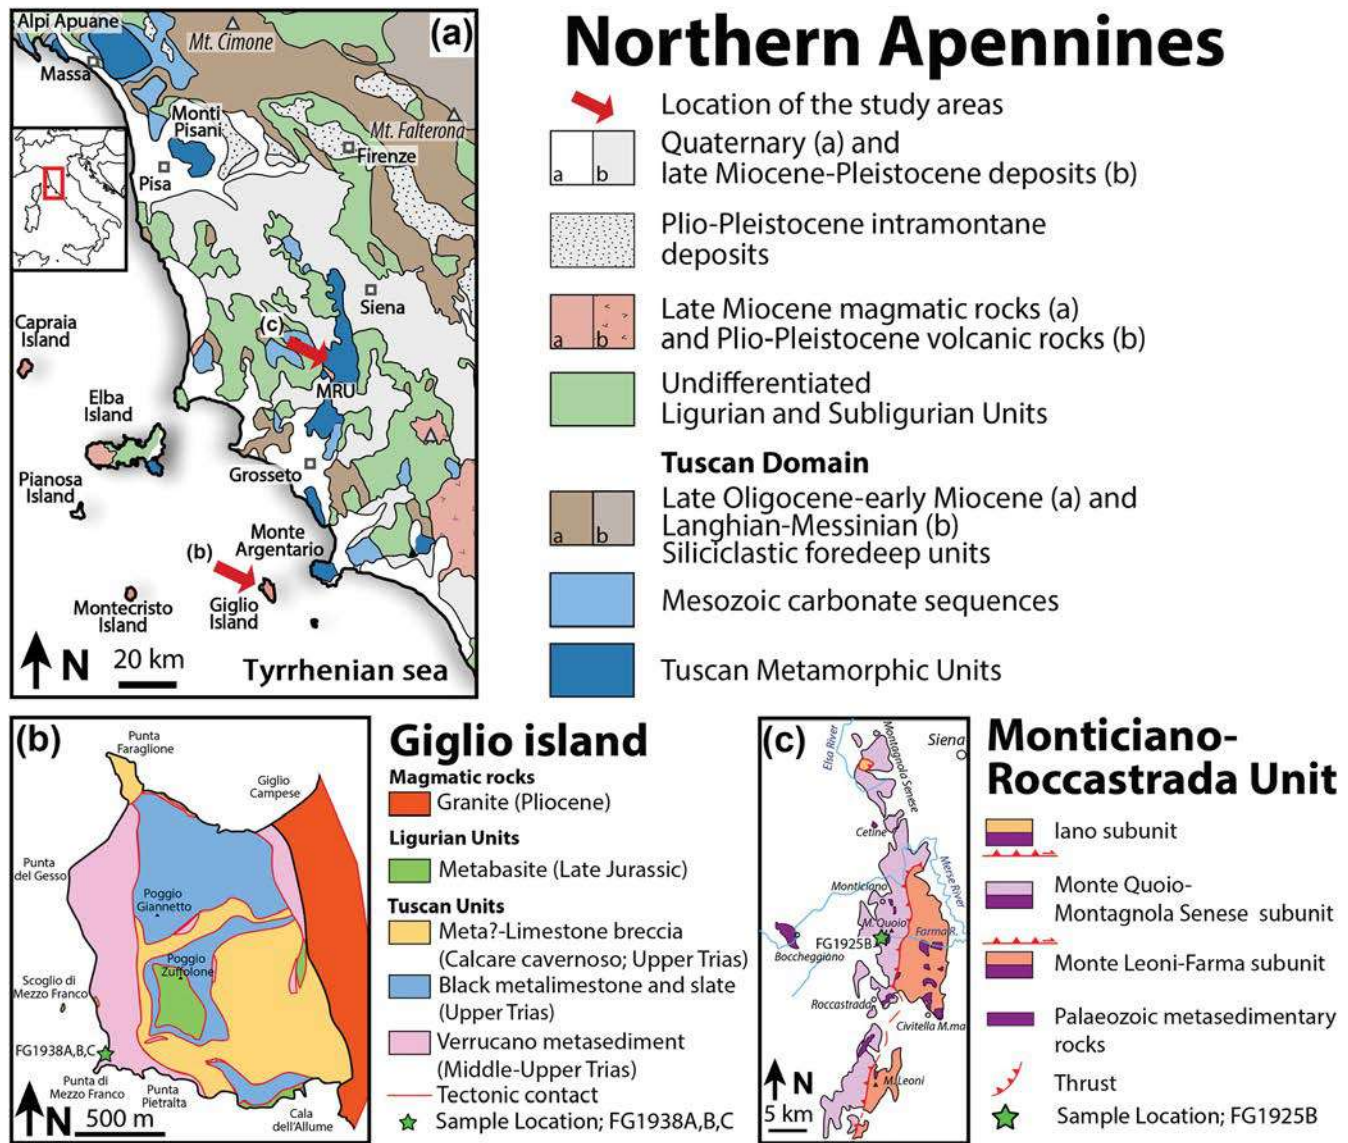 Alpi Apuane
(a)
Mt. Cimone
Massa
Monti
Pisani
Mt. Falterona
Firenze
Pisa
Siena
(c)
Capraia
Island
MRU
Elba
Island
Grosseto
Pianosa
Island
Monte
Argentario
(b)
Montecristo
Island
Giglio
Island
N
20 km
Tyrrhenian sea
Northern Apennines
Location of the study areas
a b
Quaternary (a) and
late Miocene-Pleistocene deposits (b)
Plio-Pleistocene intramontane
deposits
a b
Late Miocene magmatic rocks (a)
and Plio-Pleistocene volcanic rocks (b)
Undifferentiated
Ligurian and Subligurian Units
Tuscan Domain
a b
Late Oligocene-early Miocene (a) and
Langhian-Messinian (b)
Siliciclastic foredeep units
Mesozoic carbonate sequences
Tuscan Metamorphic Units
(b)
Punta
Faraglione
Giglio
Campese
Punta
del Gesso
Poggio
Giannetto
Poggio
Zuffolone
Scoglio di
Mezzo Franco
FG1938A,B,C
Punta di
Mezzo Franco
Punta
Pietralta
Cala
dell'Allume
N
500 m
Giglio island
Magmatic rocks
Granite (Pliocene)
Ligurian Units
Metabasite (Late Jurassic)
Tuscan Units
Meta?-Limestone breccia
(Calcare cavernoso; Upper Trias)
Black metalimestone and slate
(Upper Trias)
Verrucano metasediment
(Middle-Upper Trias)
Tectonic contact
Sample Location; FG1938A,B,C
(c)
Elsa River
Montagnola Senese
Siena
Cetine
Merse River
Monticiano
M. Quoio
FG1925B
Farma R.
Boccheggiano
Roccastrada
Civitella M.ma
M. Leoni
N
5 km
Monticiano-
Roccastrada Unit
Iano subunit
Monte Quoio-
Montagnola Senese subunit
Monte Leoni-Farma subunit
Palaeozoic metasedimentary
rocks
Thrust
Sample Location; FG1925B